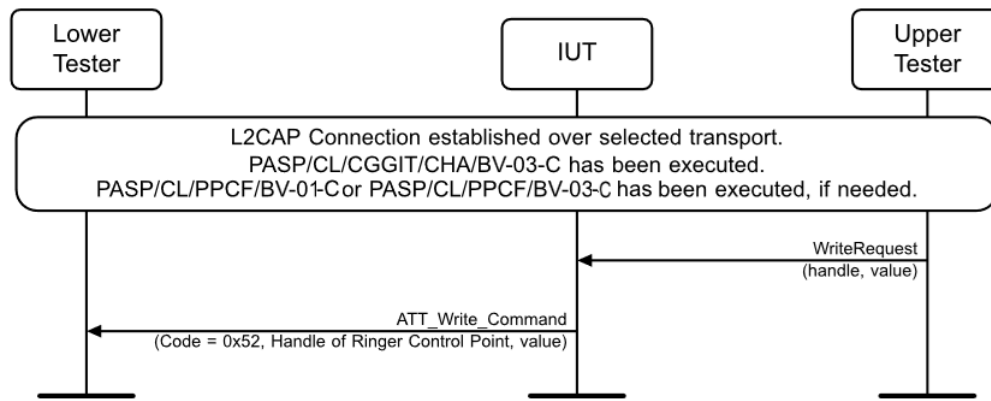 Lower
Tester
IUT
Upper
Tester
L2CAP Connection established over selected transport.
PASP/CL/CGGIT/CHA/BV-03-C has been executed.
PASP/CL/PPCF/BV-01-C or PASP/CL/PPCF/BV-03-C has been executed, if needed.
WriteRequest
(handle, value)
ATT_Write_Command
(Code = 0x52, Handle of Ringer Control Point, value)